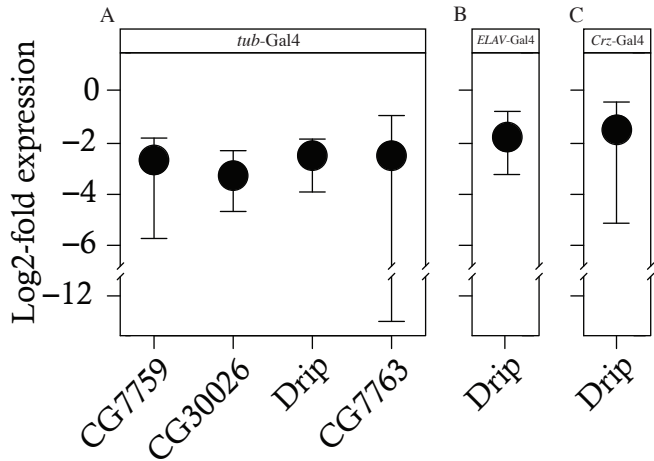 A
B
C
tub-Gal4
ELAV-Gal4
Crz-Gal4
Log2-fold expression
0
−2
−4
−6
−12
CG7759
CG30026
Drip
CG7763
Drip
Drip